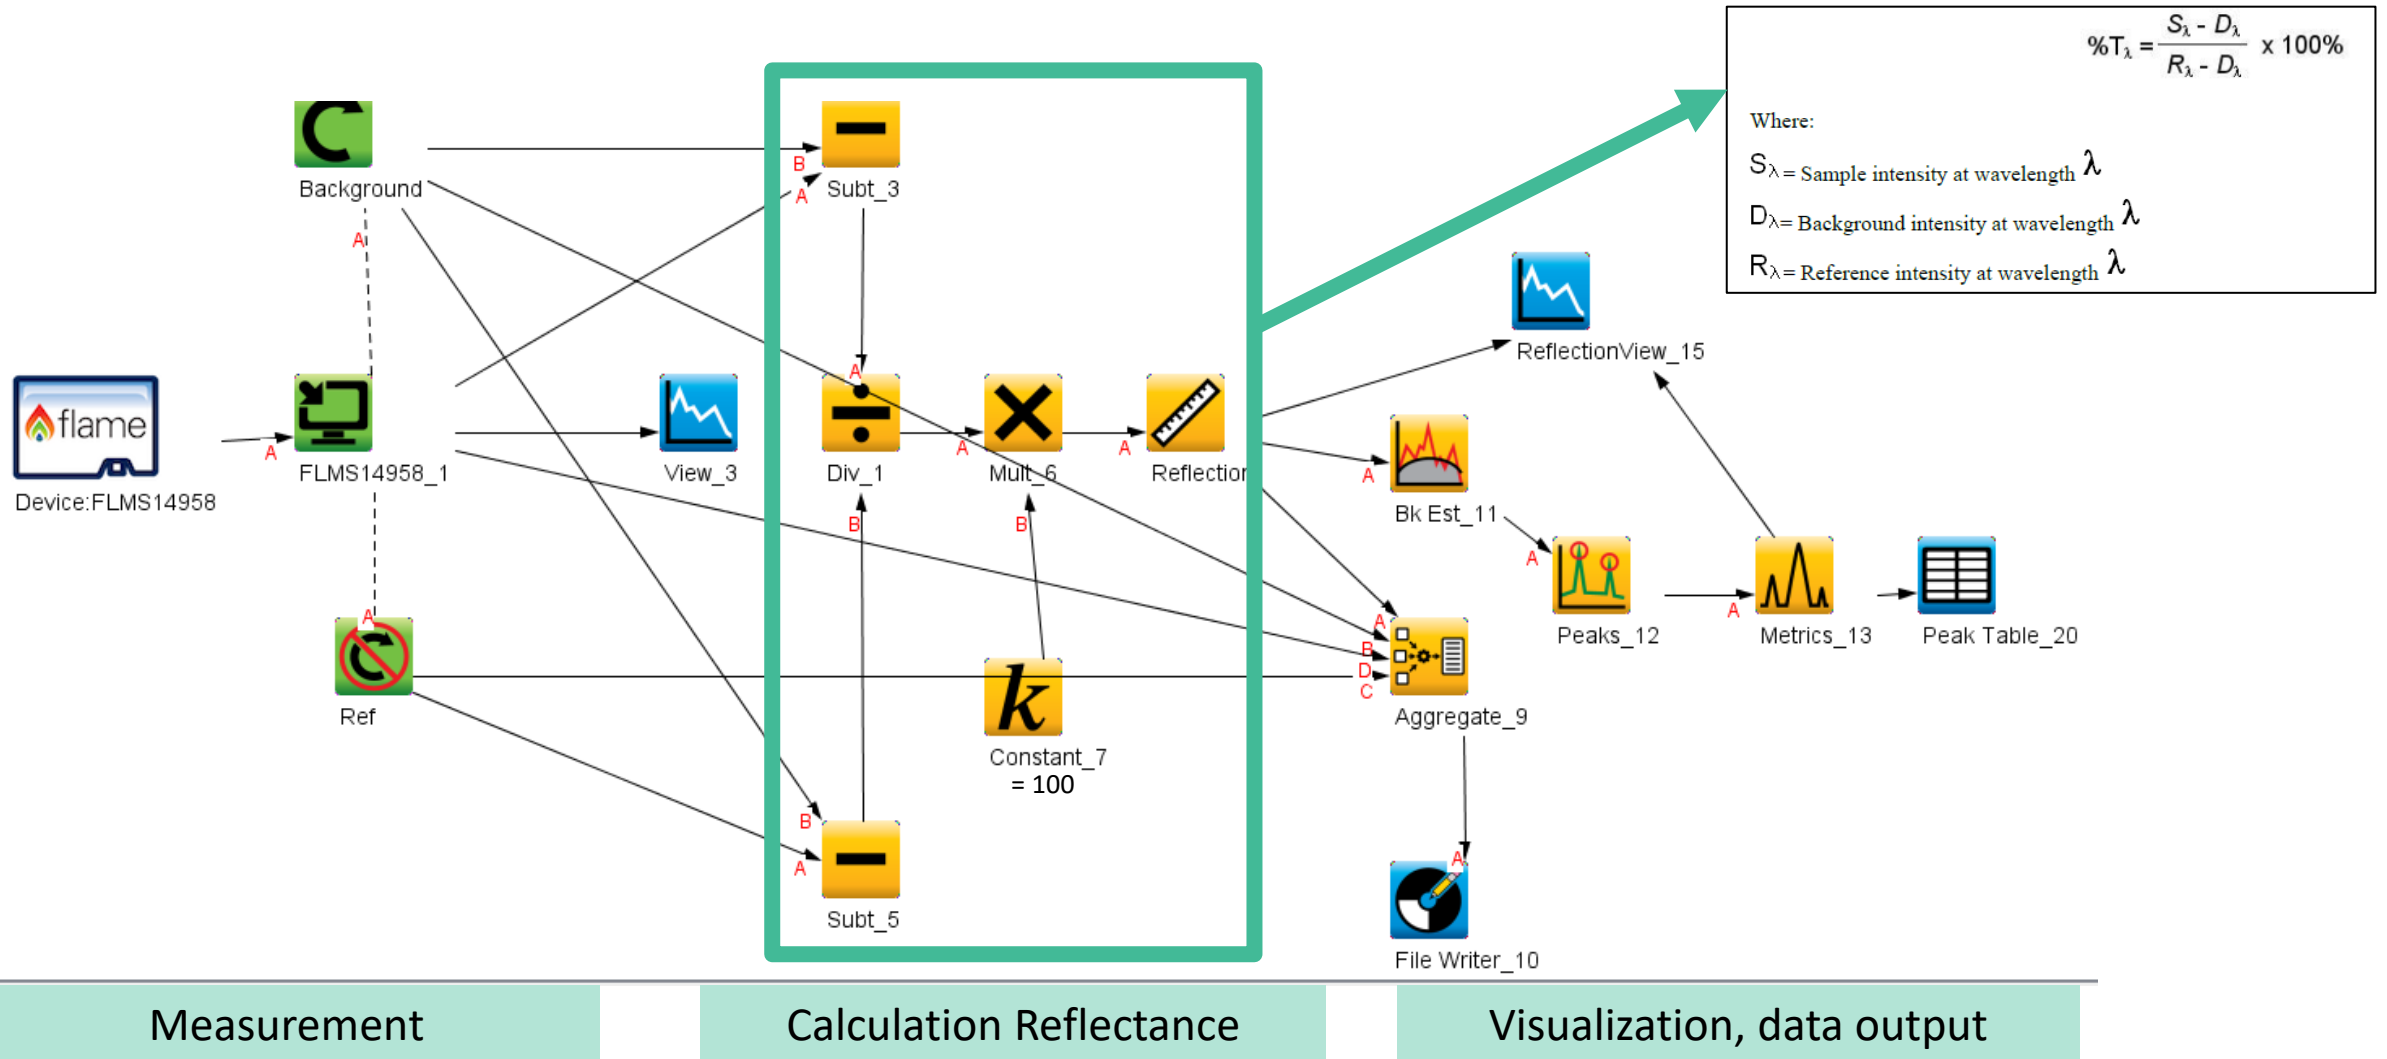 %Tλ = (Sλ - Dλ) / (Rλ - Dλ) x 100%
Where:
Sλ = Sample intensity at wavelength λ
Dλ = Background intensity at wavelength λ
Rλ = Reference intensity at wavelength λ
Background
A
B
A
Subt_3
ReflectionView_15
flame
Device:FLMS14958
A
FLMS14958_1
View_3
A
Div_1
B
A
Mult_6
B
A
Reflection
A
Bk Est_11
A
Peaks_12
A
Metrics_13
Peak Table_20
A
Ref
k
Constant_7
= 100
A
B
D
C
Aggregate_9
B
A
Subt_5
A
File Writer_10
Measurement
Calculation Reflectance
Visualization, data output